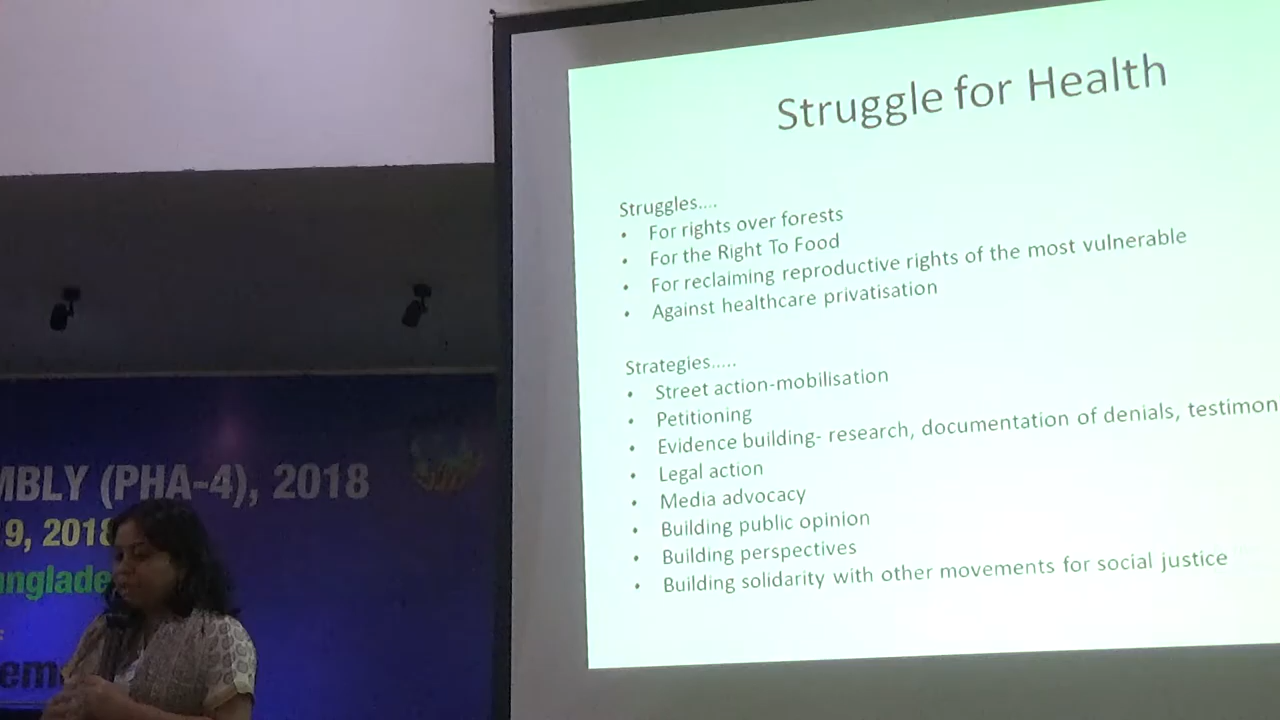 Struggle for Health
Struggles....
• For rights over forests
• For the Right To Food
• For reclaiming reproductive rights of the most vulnerable
• Against healthcare privatisation
Strategies.....
• Street action-mobilisation
• Petitioning
• Evidence building- research, documentation of denials, testimon
• Legal action
• Media advocacy
• Building public opinion
• Building perspectives
• Building solidarity with other movements for social justice
MBLY (PHA-4), 2018
9, 2018
anglade
em